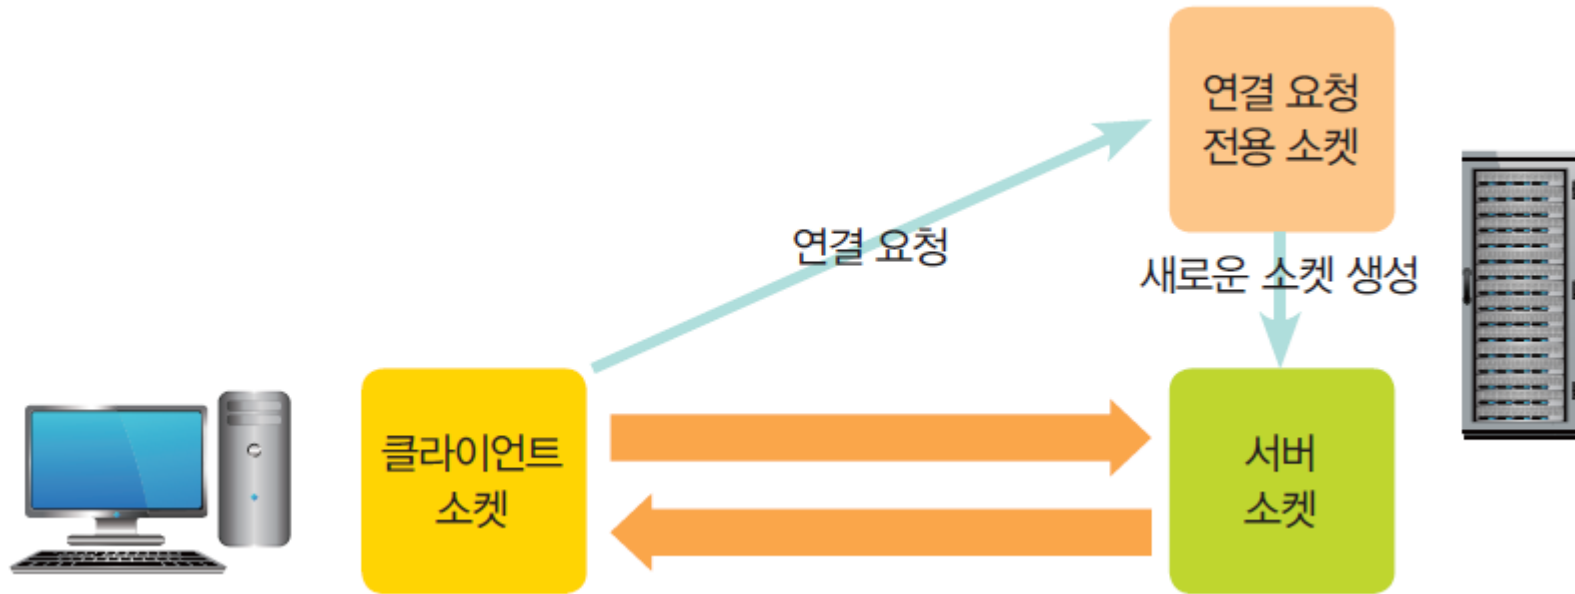 연결 요청
전용 소켓
연결 요청
새로운 소켓 생성
클라이언트
소켓
서버
소켓